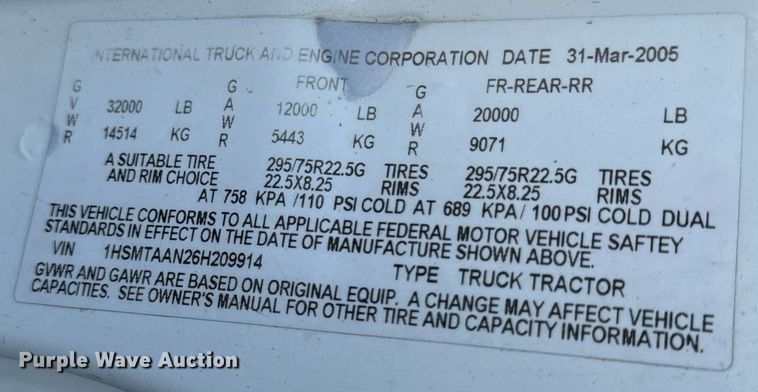 INTERNATIONAL TRUCK AND ENGINE CORPORATION DATE 31-Mar-2005
GVWR GAWR FRONT GAWR FR-REAR-RR
32000 LB 12000 LB 20000 LB
14514 KG 5443 KG 9071 KG
A SUITABLE TIRE 295/75R22.5G TIRES 295/75R22.5G TIRES
AND RIM CHOICE 22.5X8.25 RIMS 22.5X8.25 RIMS
AT 758 KPA /110 PSI COLD AT 689 KPA/ 100 PSI COLD DUAL
THIS VEHICLE CONFORMS TO ALL APPLICABLE FEDERAL MOTOR VEHICLE SAFTEY
STANDARDS IN EFFECT ON THE DATE OF MANUFACTURE SHOWN ABOVE.
VIN 1HSMTAAN26H209914 TYPE TRUCK TRACTOR
GVWR AND GAWR ARE BASED ON ORIGINAL EQUIP. A CHANGE MAY AFFECT VEHICLE
CAPACITIES. SEE OWNER'S MANUAL FOR OTHER TIRE AND CAPACITY INFORMATION.
Purple Wave Auction